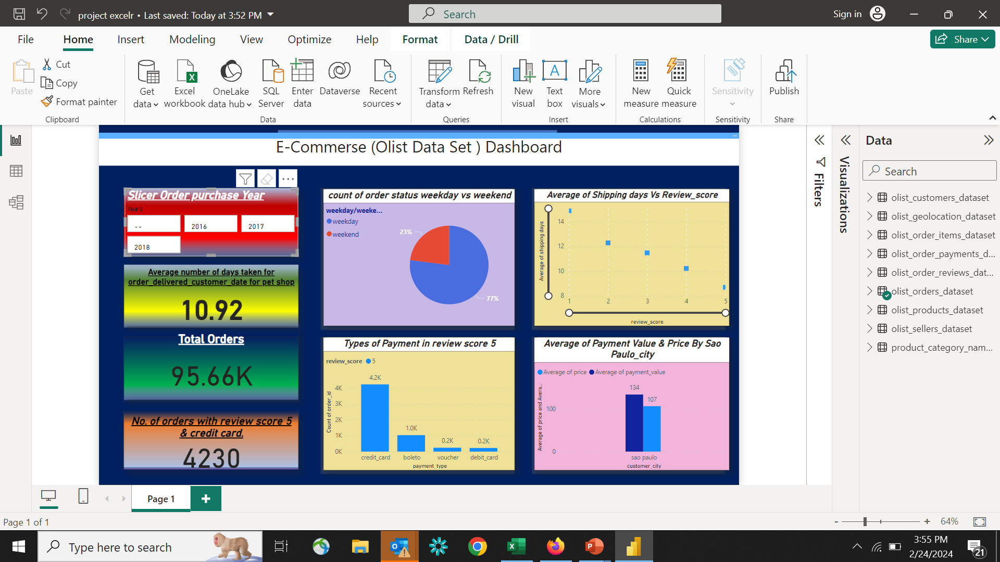 project excelr • Last saved: Today at 3:52 PM
Search
Sign in
File
Home
Insert
Modeling
View
Optimize
Help
Format
Data / Drill
Share
Paste
Cut
Copy
Format painter
Clipboard
Get data
Excel workbook
OneLake data hub
SQL Server
Enter data
Dataverse
Recent sources
Data
Transform data
Refresh
Queries
New visual
Text box
More visuals
Insert
New measure
Quick measure
Calculations
Sensitivity
Sensitivity
Publish
Share
E-Commerse (Olist Data Set ) Dashboard
Slicer Order purchase Year
Years
--
2016
2017
2018
Average number of days taken for
order_delivered_customer_date for pet shop
10.92
Total Orders
95.66K
No. of orders with review score 5
& credit card.
4230
count of order status weekday vs weekend
weekday/weeke...
weekday
weekend
23%
77%
Average of Shipping days Vs Review_score
Average of shipping days
14
12
10
8
1
2
3
4
5
review_score
Types of Payment in review score 5
review_score
5
Count of order_id
4K
3K
2K
1K
0K
4.2K
1.0K
0.2K
0.2K
credit_card
boleto
voucher
debit_card
payment_type
Average of Payment Value & Price By Sao
Paulo_city
Average of price
Average of payment_value
Average of price and Avera...
100
0
134
107
sao paulo
customer_city
Filters
Visualizations
Data
Search
olist_customers_dataset
olist_geolocation_dataset
olist_order_items_dataset
olist_order_payments_d...
olist_order_reviews_dat...
olist_orders_dataset
olist_products_dataset
olist_sellers_dataset
product_category_nam...
Page 1
Page 1 of 1
64%
Type here to search
3:55 PM
2/24/2024
21